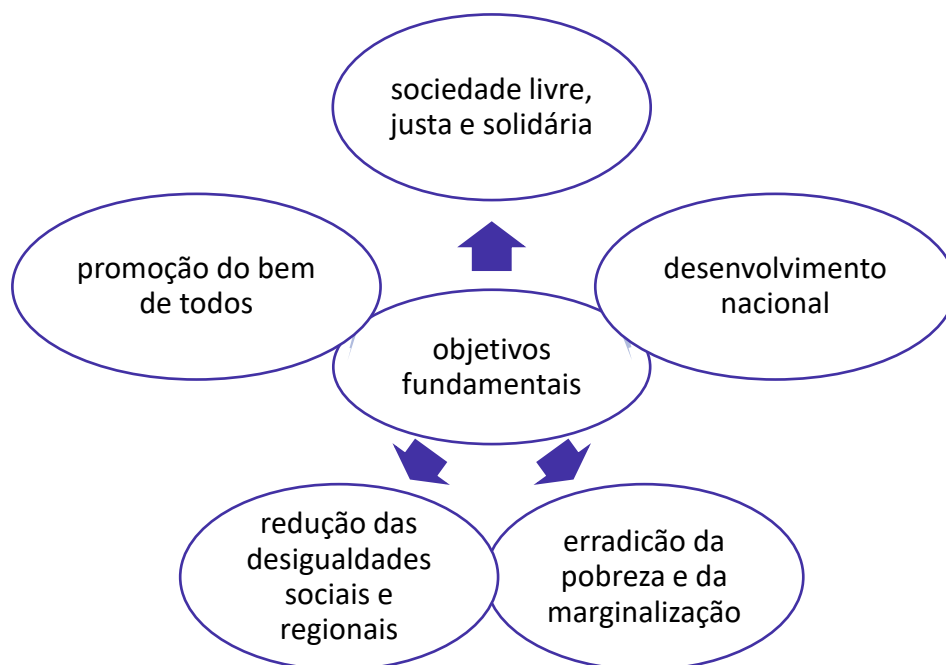 sociedade livre,
justa e solidária
promoção do bem
de todos
desenvolvimento
nacional
objetivos
fundamentais
redução das
desigualdades
sociais e
regionais
erradicão da
pobreza e da
marginalização